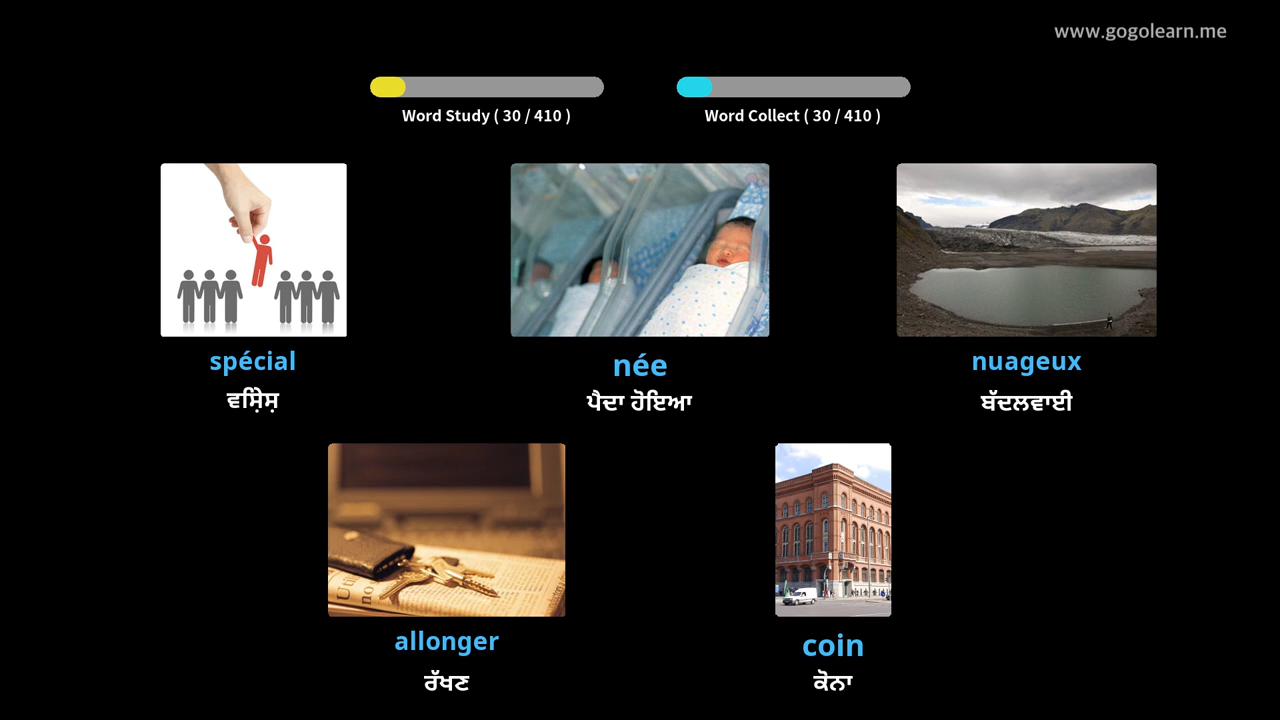 www.gogolearn.me
Word Study ( 30 / 410 )
Word Collect ( 30 / 410 )
spécial
ਵਸ਼ਿੇਸ਼
née
ਪੈਦਾ ਹੋਇਆ
nuageux
ਬੱਦਲਵਾਈ
allonger
ਰੱਖਣ
coin
ਕੋਨਾ